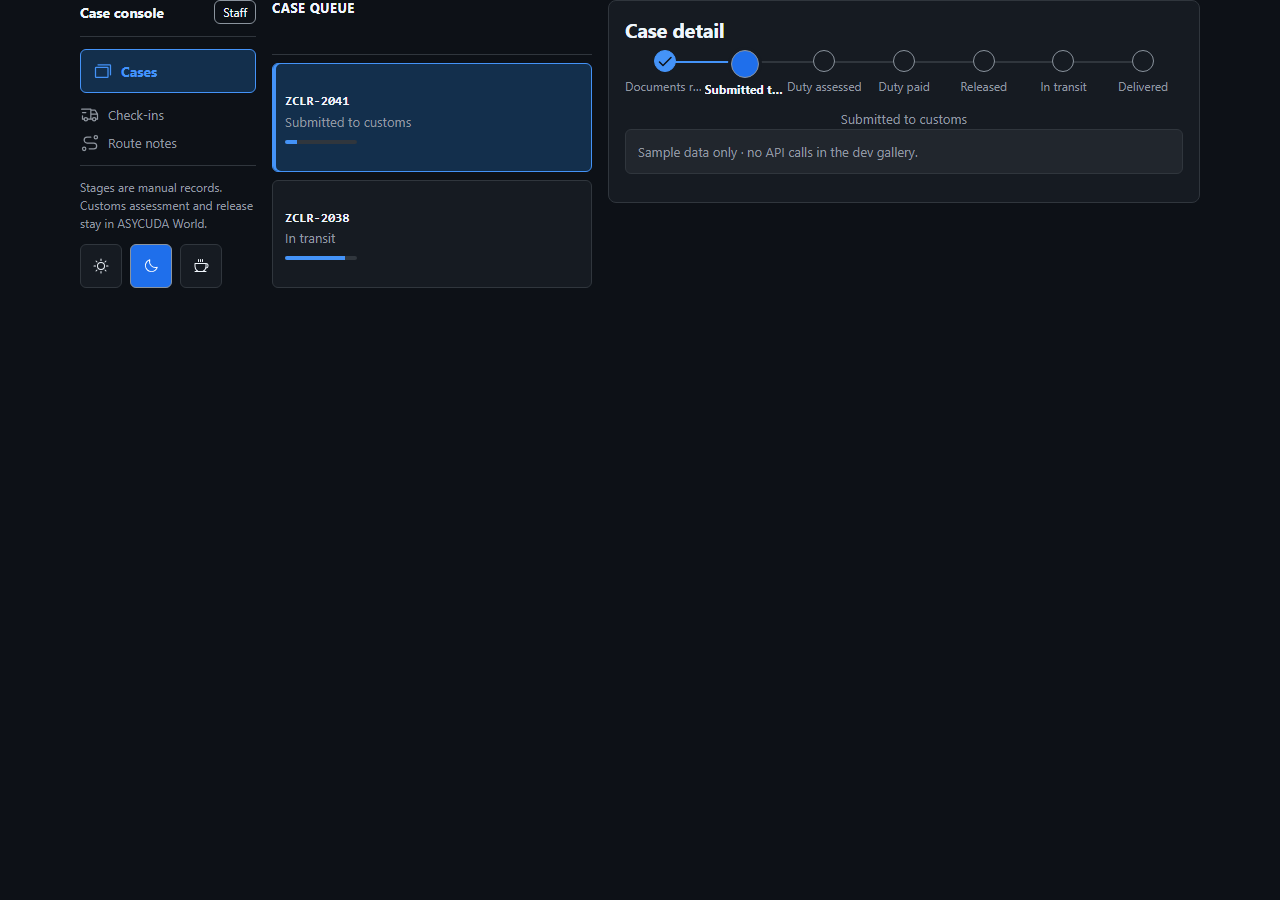 Case console
Staff
Cases
Check-ins
Route notes
Stages are manual records.
Customs assessment and release
stay in ASYCUDA World.
CASE QUEUE
ZCLR-2041
Submitted to customs
ZCLR-2038
In transit
Case detail
Documents r...
Submitted t...
Duty assessed
Duty paid
Released
In transit
Delivered
Submitted to customs
Sample data only · no API calls in the dev gallery.